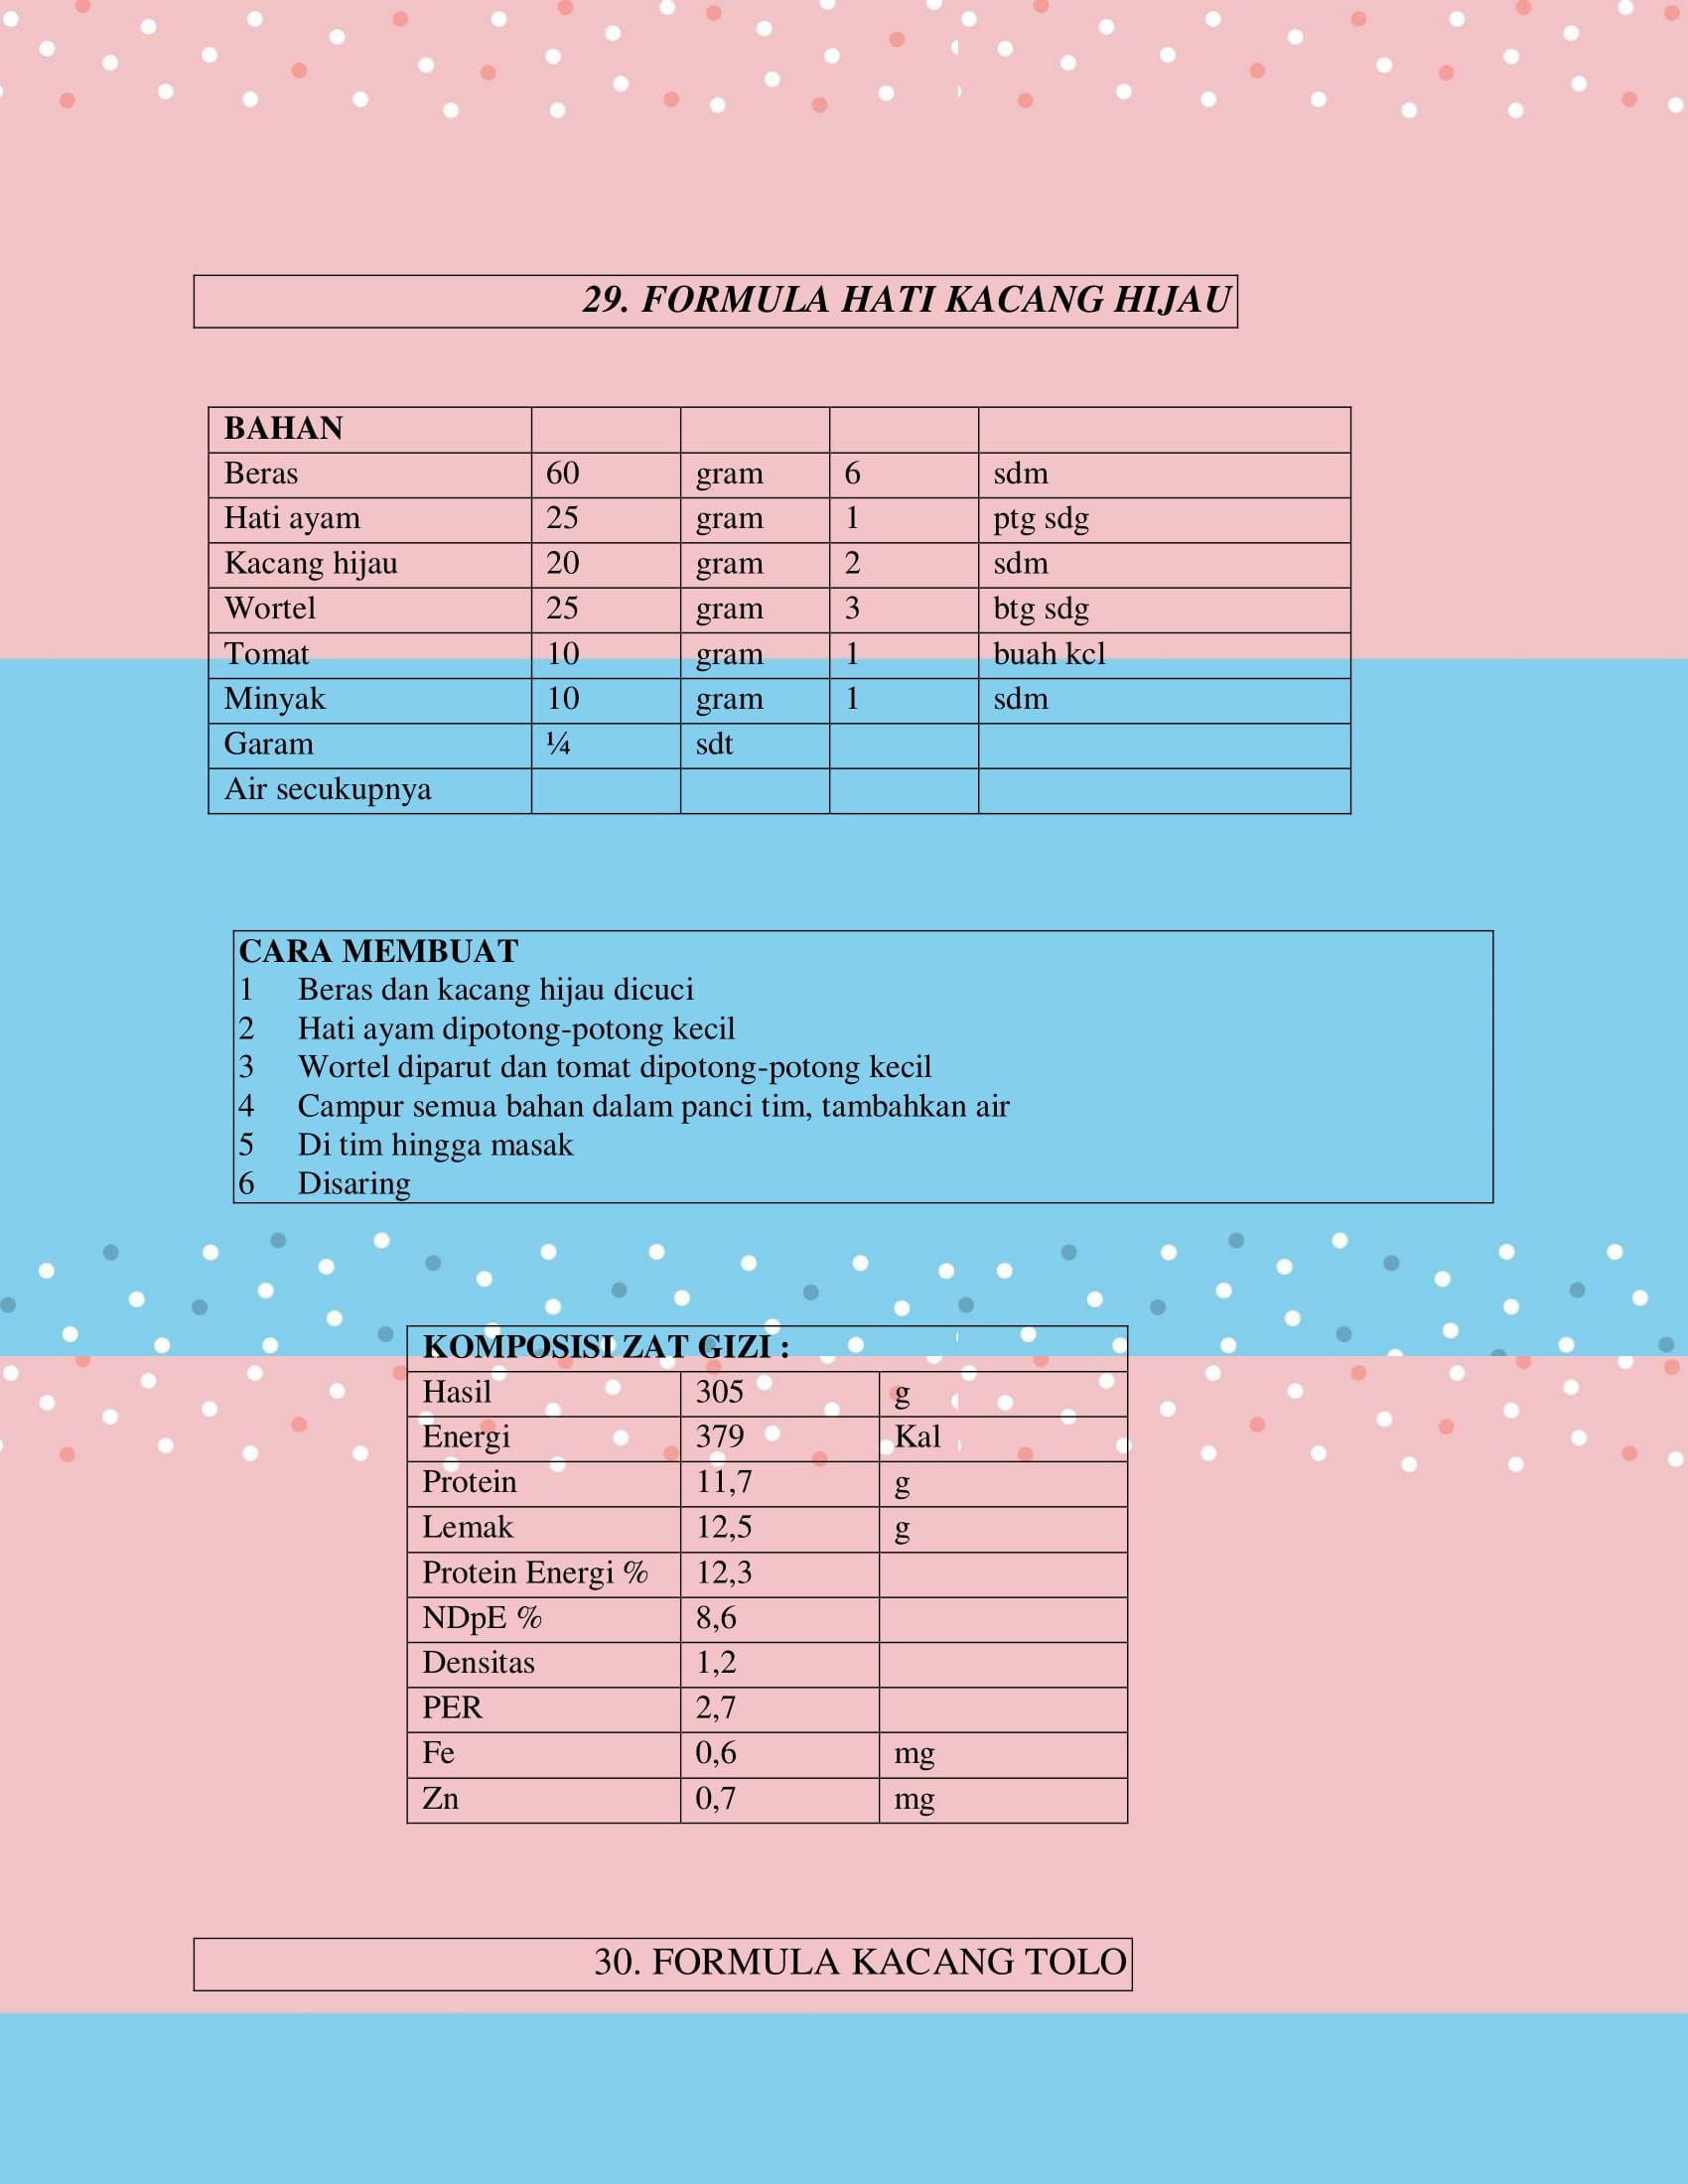 29. FORMULA HATI KACANG HIJAU
BAHAN
Beras 60 gram 6 sdm
Hati ayam 25 gram 1 ptg sdg
Kacang hijau 20 gram 2 sdm
Wortel 25 gram 3 btg sdg
Tomat 10 gram 1 buah kcl
Minyak 10 gram 1 sdm
Garam ¼ sdt
Air secukupnya
CARA MEMBUAT
1 Beras dan kacang hijau dicuci
2 Hati ayam dipotong-potong kecil
3 Wortel diparut dan tomat dipotong-potong kecil
4 Campur semua bahan dalam panci tim, tambahkan air
5 Di tim hingga masak
6 Disaring
KOMPOSISI ZAT GIZI :
Hasil 305 g
Energi 379 Kal
Protein 11,7 g
Lemak 12,5 g
Protein Energi % 12,3
NDpE % 8,6
Densitas 1,2
PER 2,7
Fe 0,6 mg
Zn 0,7 mg
30. FORMULA KACANG TOLO